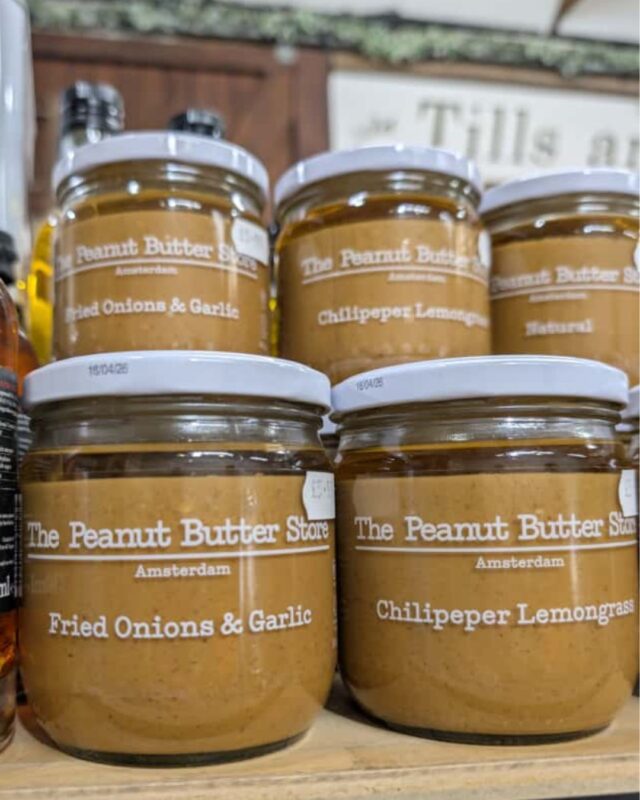 Tills
The Peanut Butter Store
Amsterdam
Fried Onions & Garlic
The Peanut Butter Store
Amsterdam
Chilipeper Lemongrass
Peanut Butter
Amsterdam
Natural
16/04/26
The Peanut Butter Store
Amsterdam
Fried Onions & Garlic
16/04/26
The Peanut Butter Store
Amsterdam
Chilipeper Lemongrass